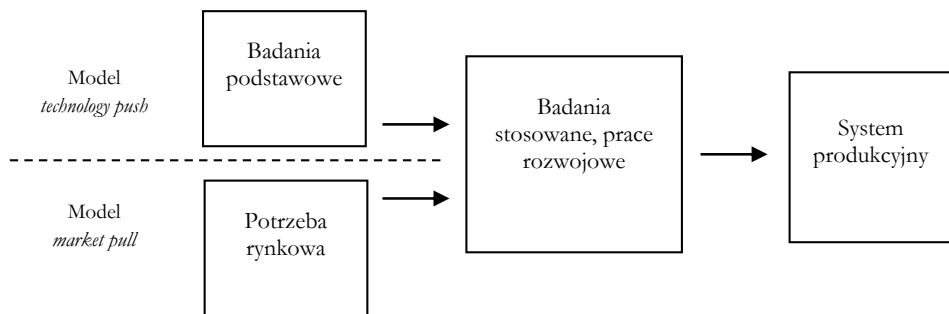 Model
technology push
Badania
podstawowe
Badania
stosowane, prace
rozwojowe
System
produkcyjny
Model
market pull
Potrzeba
rynkowa